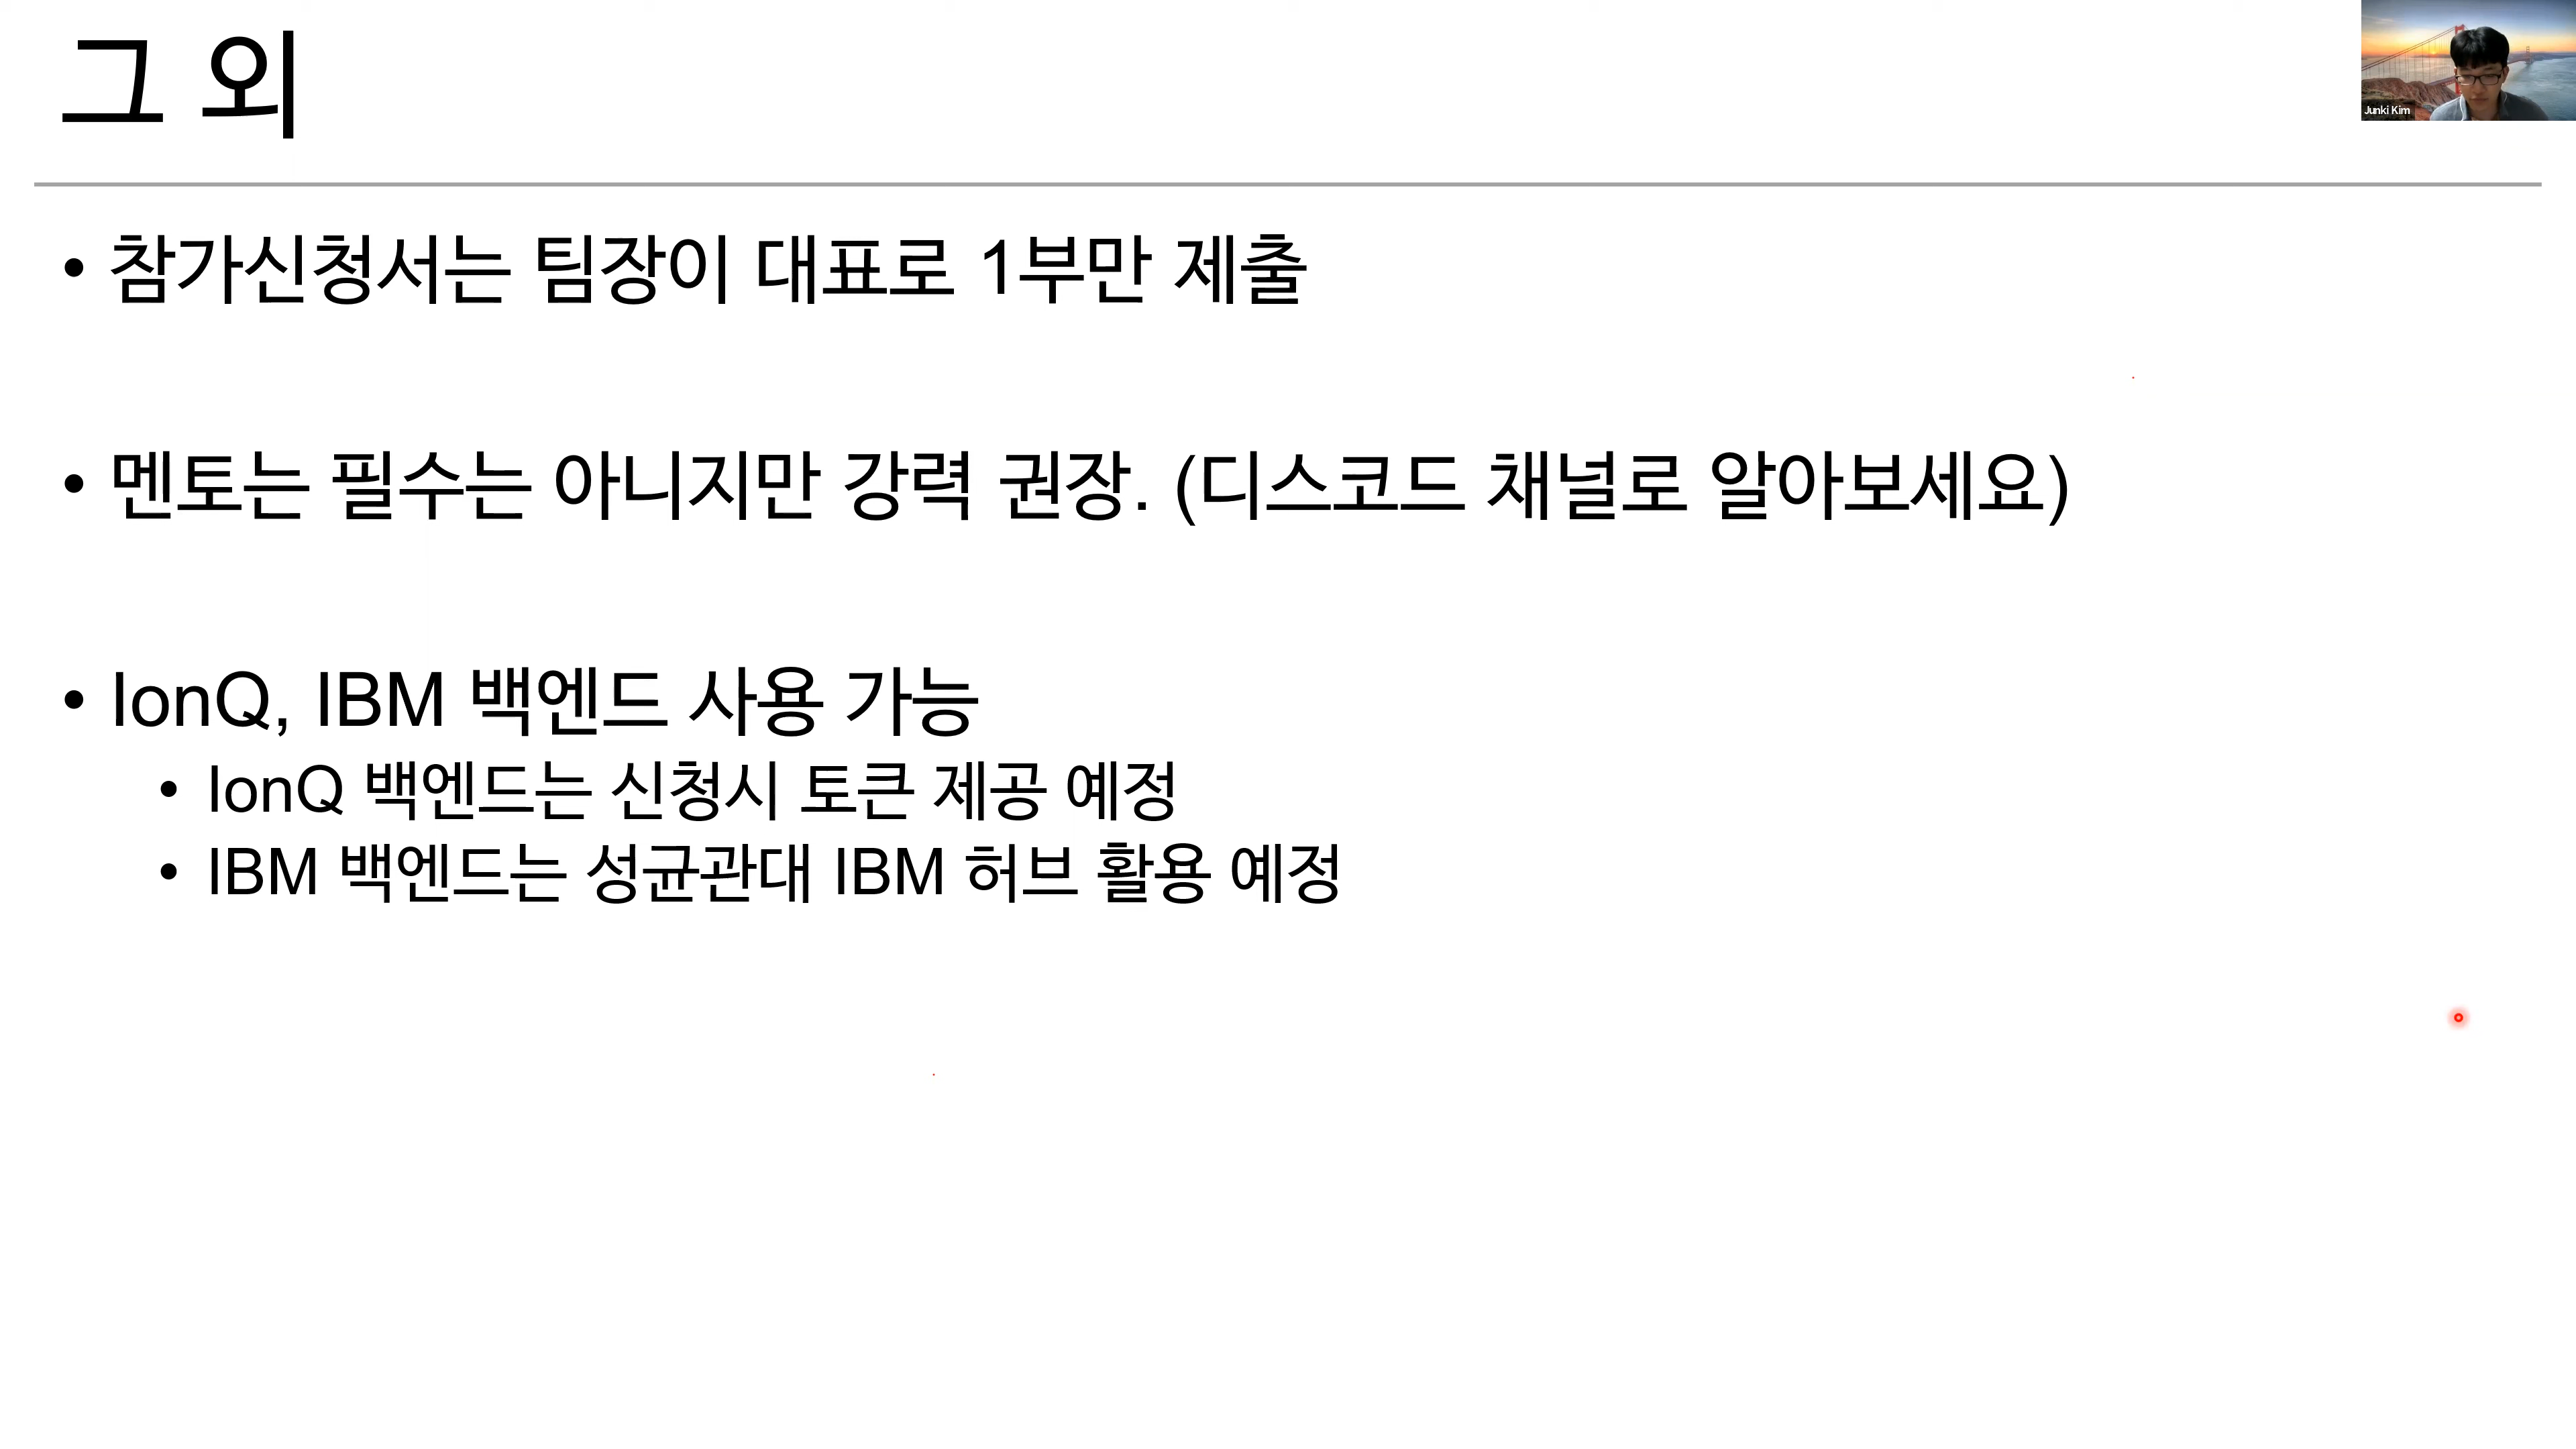 그 외
Junki Kim
• 참가신청서는 팀장이 대표로 1부만 제출
• 멘토는 필수는 아니지만 강력 권장. (디스코드 채널로 알아보세요)
• IonQ, IBM 백엔드 사용 가능
• IonQ 백엔드는 신청시 토큰 제공 예정
• IBM 백엔드는 성균관대 IBM 허브 활용 예정